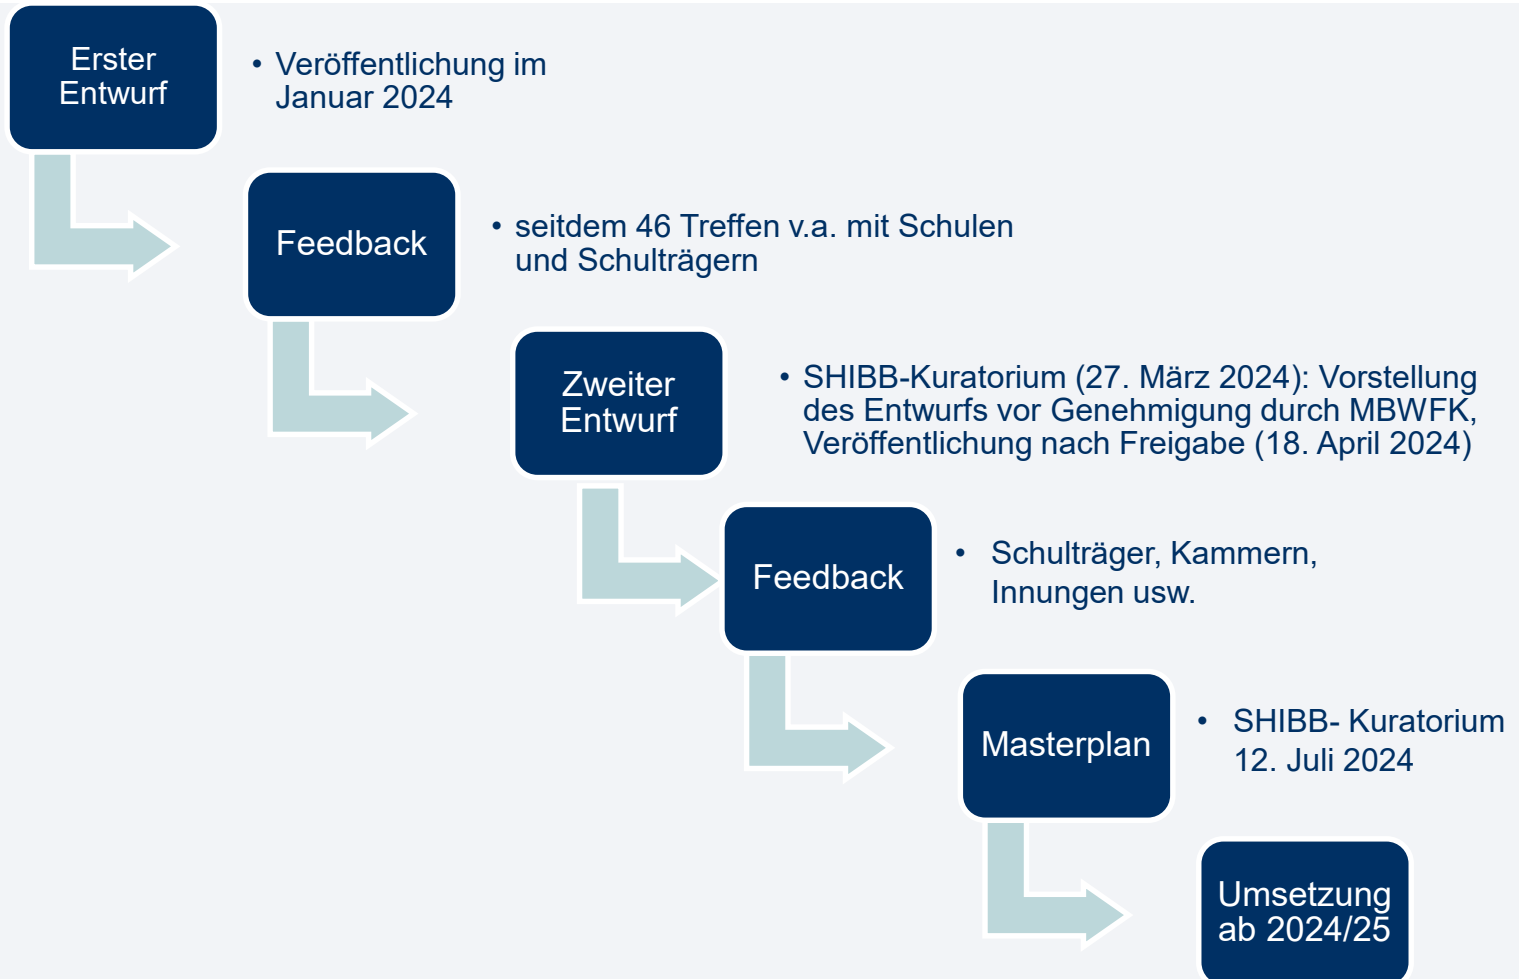 Erster
Entwurf
• Veröffentlichung im
Januar 2024
Feedback
• seitdem 46 Treffen v.a. mit Schulen
und Schulträgern
Zweiter
Entwurf
• SHIBB-Kuratorium (27. März 2024): Vorstellung
des Entwurfs vor Genehmigung durch MBWFK,
Veröffentlichung nach Freigabe (18. April 2024)
Feedback
• Schulträger, Kammern,
Innungen usw.
Masterplan
• SHIBB- Kuratorium
12. Juli 2024
Umsetzung
ab 2024/25